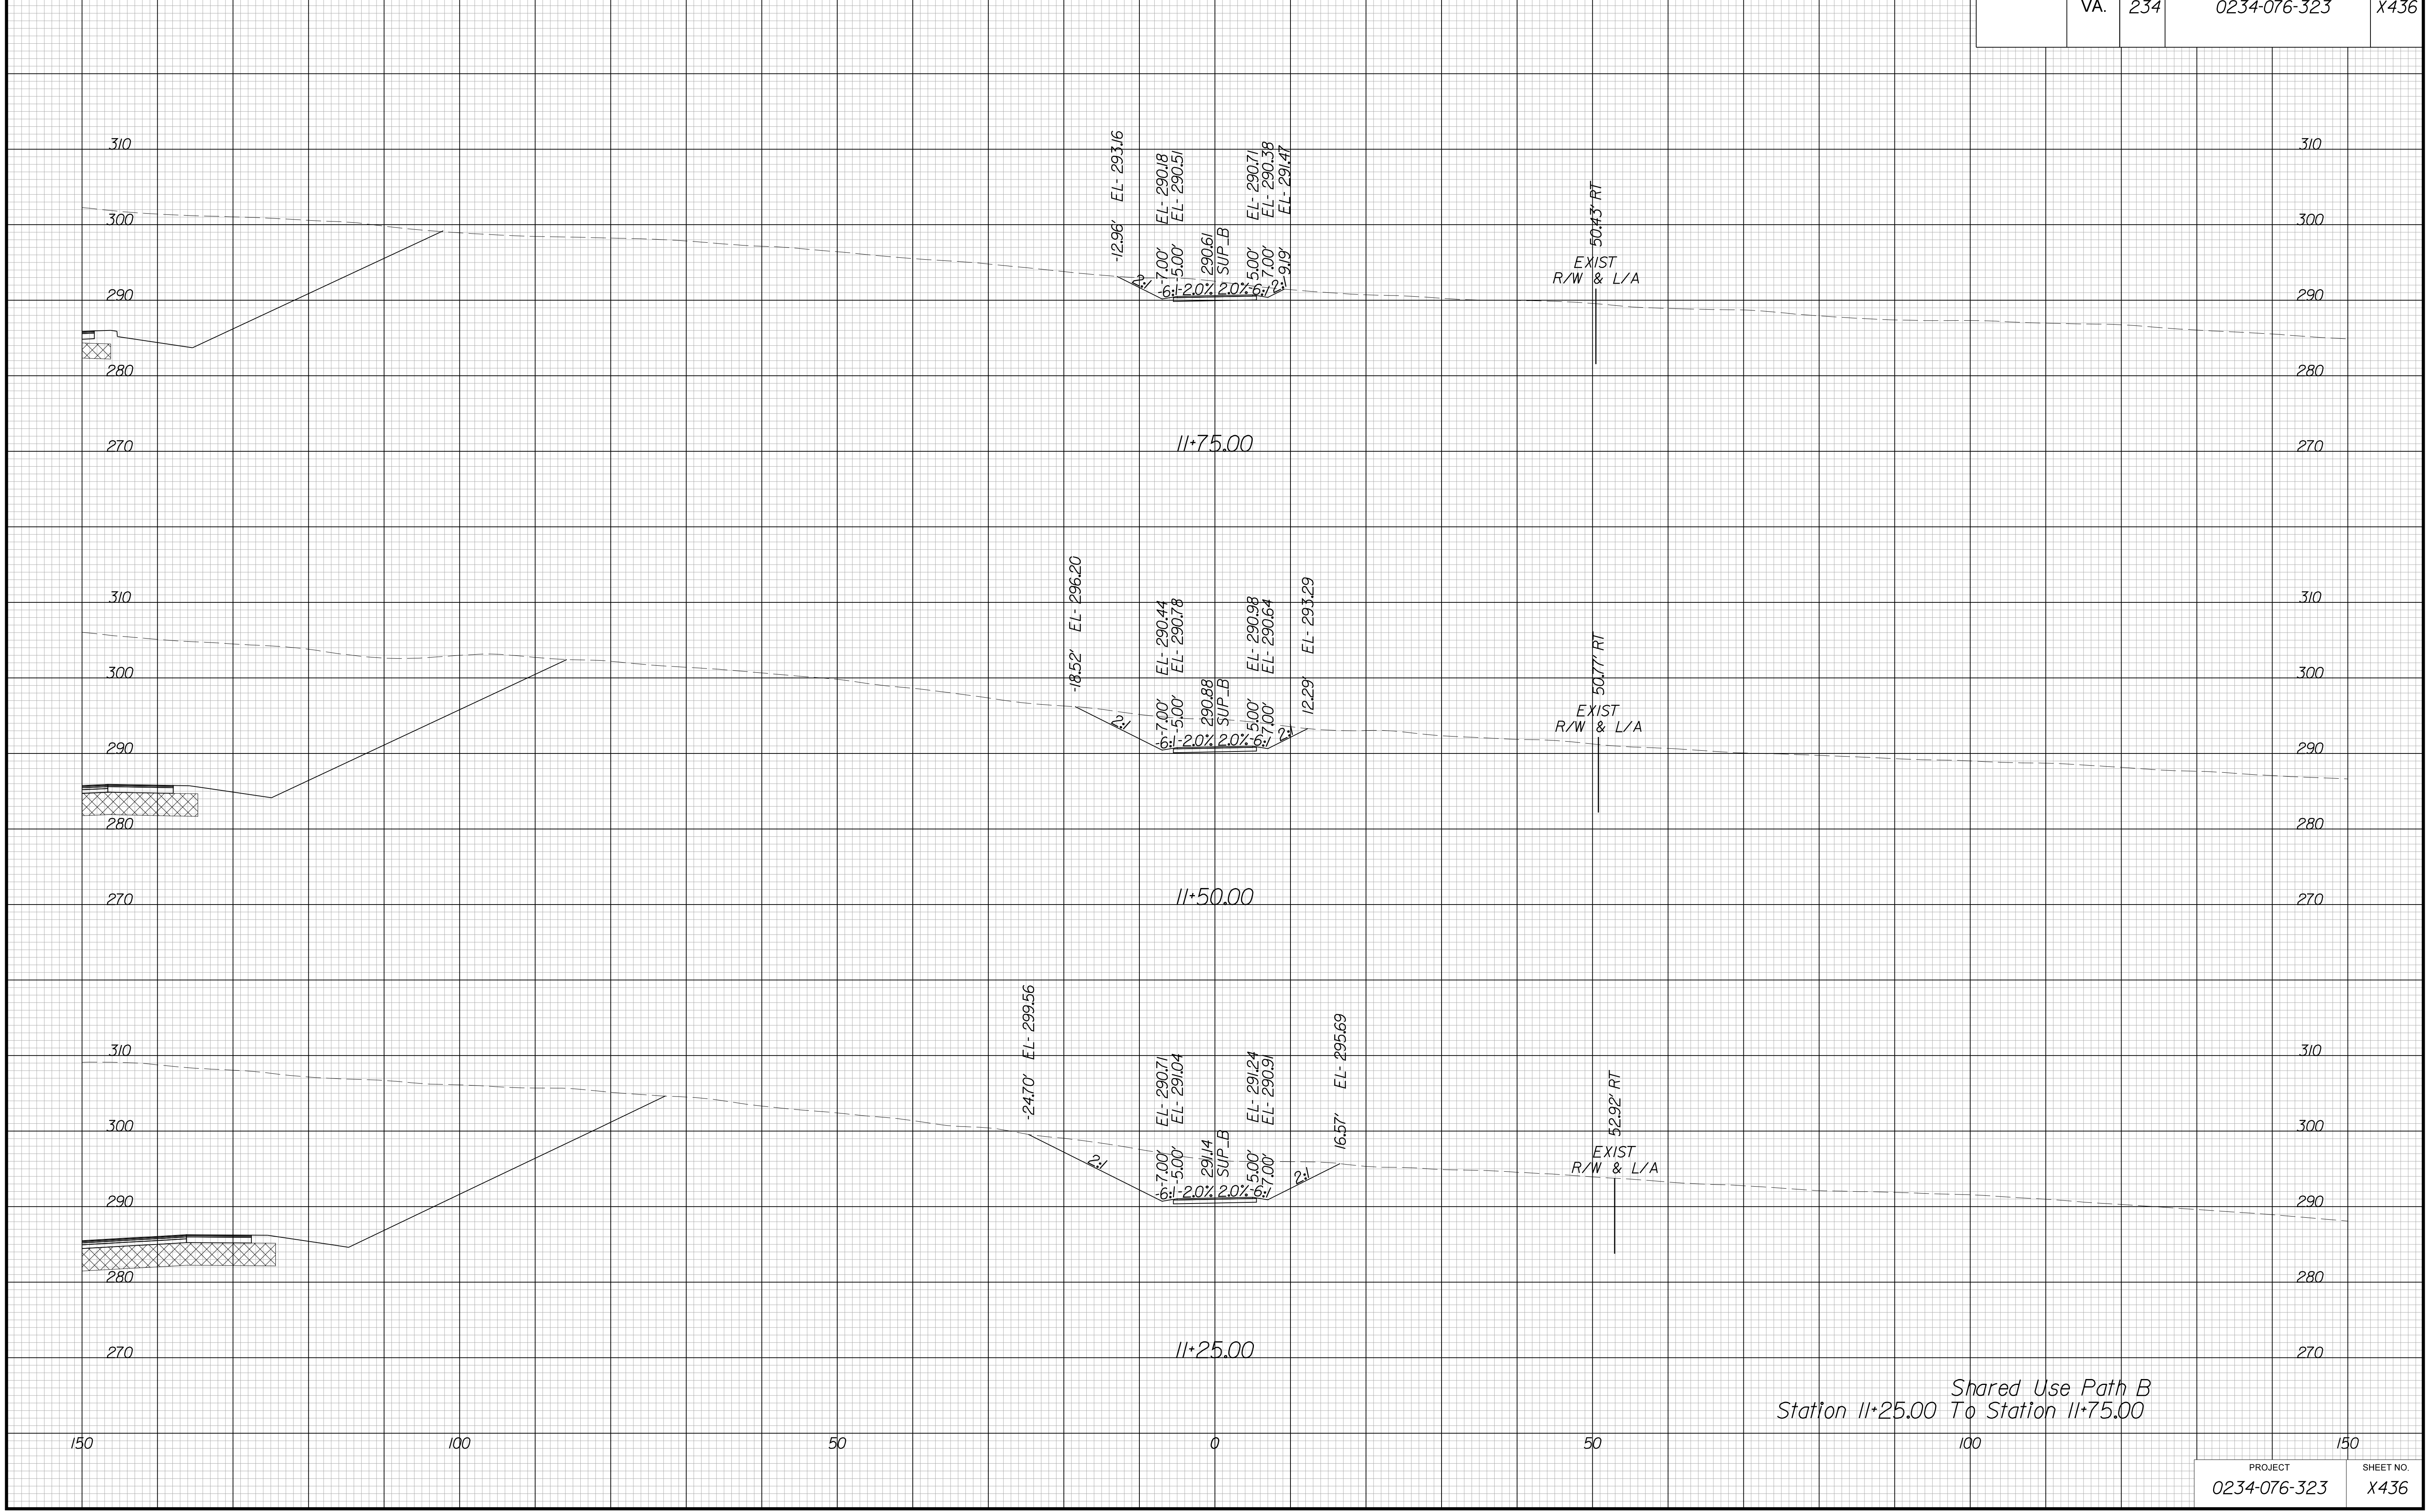 VA. 234 0234-076-323 X436
310 310
-12.96' EL- 293.16
-7.00' EL- 290.18
-5.00' EL- 290.51
290.61
SUP_B
5.00' EL- 290.71
7.00' EL- 290.38
9.19' EL- 291.47
50.43' RT
EXIST
R/W & L/A
300 300
2:1 -6:1 -2.0% 2.0% -6:1 2:1
290 290
280 280
270 11+75.00 270
310 310
-18.52' EL- 296.20
-7.00' EL- 290.44
-5.00' EL- 290.78
290.88
SUP_B
5.00' EL- 290.98
7.00' EL- 290.64
12.29' EL- 293.29
50.77' RT
EXIST
R/W & L/A
300 300
2:1 -6:1 -2.0% 2.0% -6:1 2:1
290 290
280 280
270 11+50.00 270
310 310
-24.70' EL- 299.56
-7.00' EL- 290.71
-5.00' EL- 291.04
291.14
SUP_B
5.00' EL- 291.24
7.00' EL- 290.91
16.57' EL- 295.69
52.92' RT
EXIST
R/W & L/A
300 300
2:1 -6:1 -2.0% 2.0% -6:1 2:1
290 290
280 280
270 11+25.00 270
Shared Use Path B
Station 11+25.00 To Station 11+75.00
150 100 50 0 50 100 150
PROJECT SHEET NO.
0234-076-323 X436